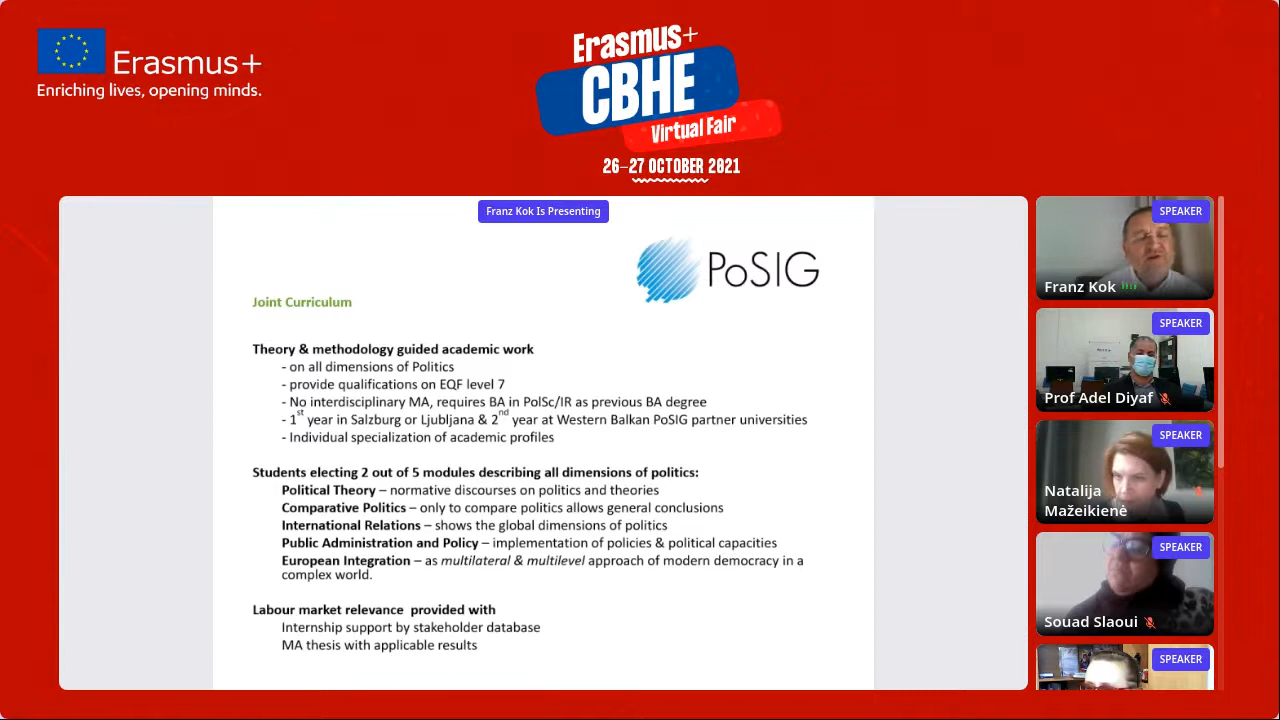 Erasmus+
Enriching lives, opening minds.
Erasmus+
CBHE
Virtual Fair
26–27 OCTOBER 2021
Franz Kok Is Presenting
PoSIG
Joint Curriculum
Theory & methodology guided academic work
- on all dimensions of Politics
- provide qualifications on EQF level 7
- No interdisciplinary MA, requires BA in PolSc/IR as previous BA degree
- 1st year in Salzburg or Ljubljana & 2nd year at Western Balkan PoSIG partner universities
- Individual specialization of academic profiles
Students electing 2 out of 5 modules describing all dimensions of politics:
Political Theory – normative discourses on politics and theories
Comparative Politics – only to compare politics allows general conclusions
International Relations – shows the global dimensions of politics
Public Administration and Policy – implementation of policies & political capacities
European Integration – as multilateral & multilevel approach of modern democracy in a
complex world.
Labour market relevance  provided with
Internship support by stakeholder database
MA thesis with applicable results
SPEAKER
Franz Kok
SPEAKER
Prof Adel Diyaf
SPEAKER
Natalija
Mažeikienė
SPEAKER
Souad Slaoui
SPEAKER